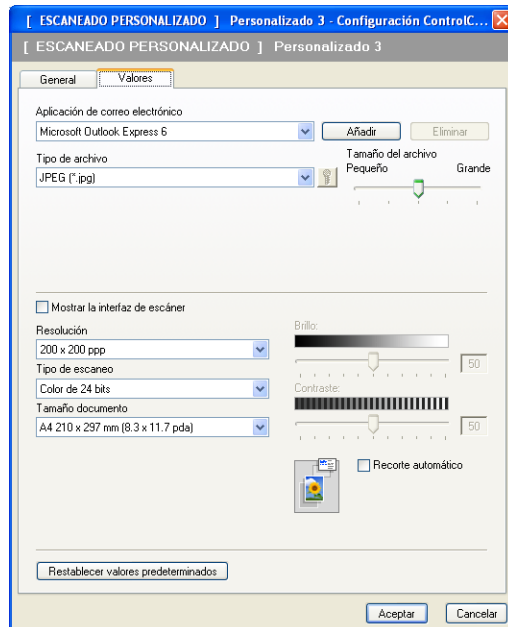 [ ESCANEADO PERSONALIZADO ] Personalizado 3 - Configuración ControlC...
[ ESCANEADO PERSONALIZADO ] Personalizado 3
General Valores
Aplicación de correo electrónico
Microsoft Outlook Express 6 Añadir Eliminar
Tipo de archivo Tamaño del archivo
Pequeño Grande
JPEG (*.jpg)
Mostrar la interfaz de escáner
Resolución Brillo:
200 x 200 ppp 50
Tipo de escaneo
Color de 24 bits Contraste:
Tamaño documento
A4 210 x 297 mm (8.3 x 11.7 pda) 50
Recorte automático
Restablecer valores predeterminados
Aceptar Cancelar